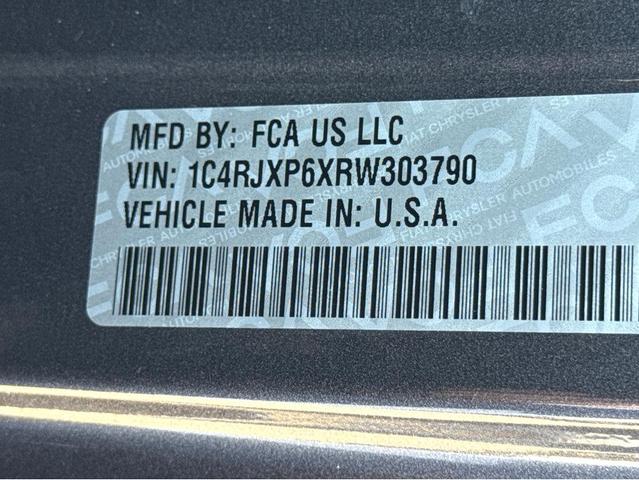 MFD BY: FCA US LLC
VIN: 1C4RJXP6XRW303790
VEHICLE MADE IN: U.S.A.